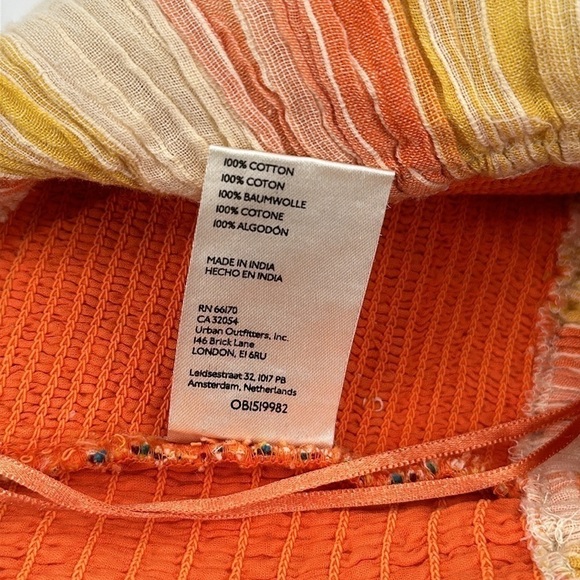 100% COTTON
100% COTON
100% BAUMWOLLE
100% COTONE
100% ALGODÓN
MADE IN INDIA
HECHO EN INDIA
RN 66170
CA 32054
Urban Outfitters, Inc.
146 Brick Lane
LONDON, E1 6RU
Leidsestraat 32, 1017 PB
Amsterdam, Netherlands
OB1519982